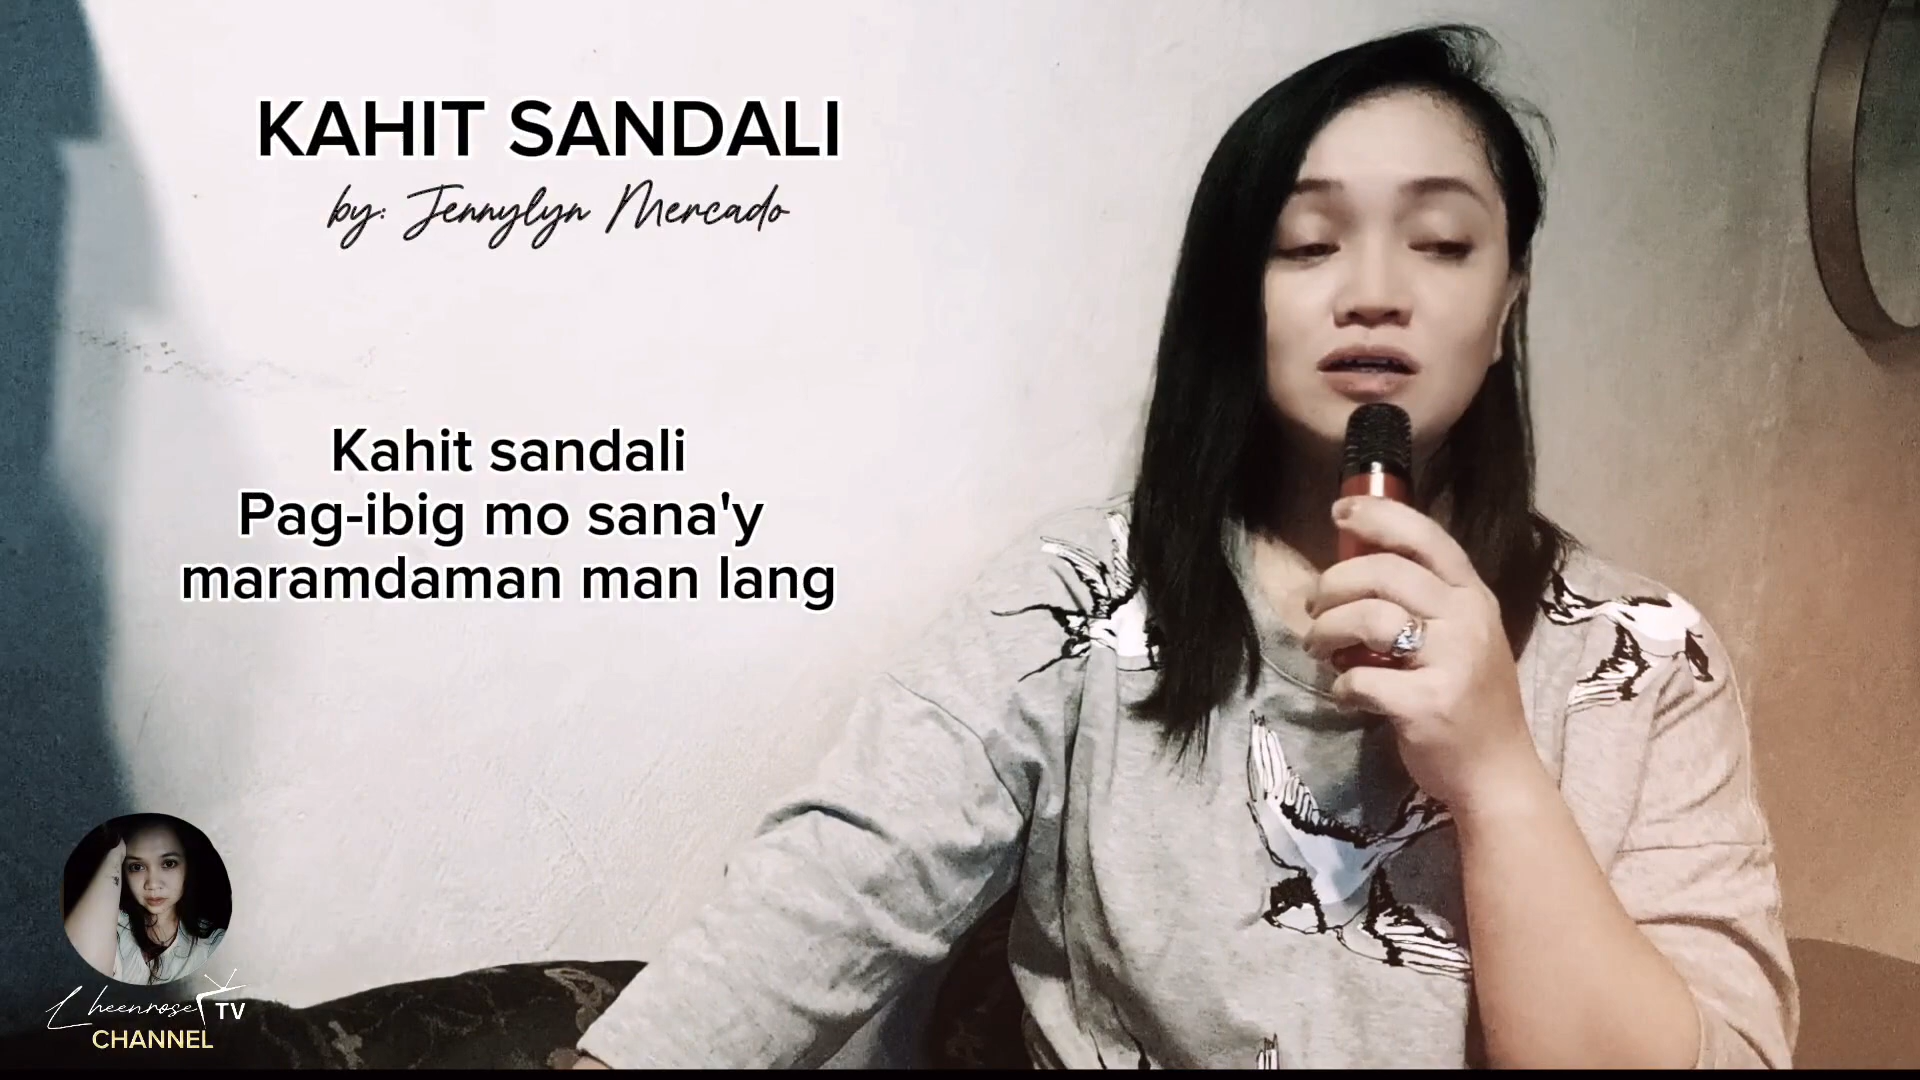 KAHIT SANDALI
by: Jennylyn Mercado
Kahit sandali
Pag-ibig mo sana'y
maramdaman man lang
Lheenrose TV
CHANNEL